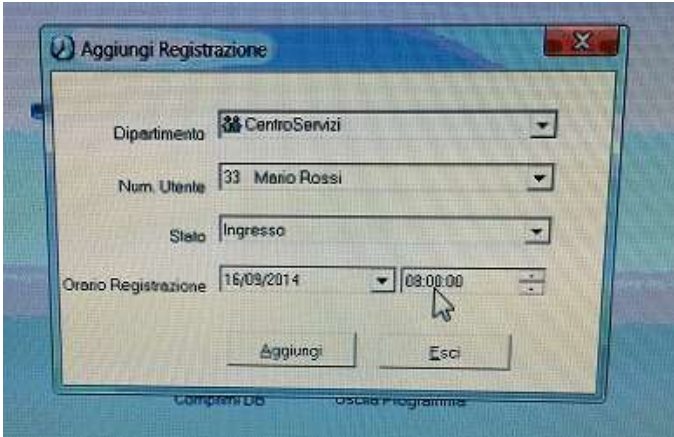 Aggiungi Registrazione
Dipartimento CentroServizi
Num. Utente 33 Mario Rossi
Stato Ingresso
Orario Registrazione 16/09/2014 08:00:00
Aggiungi Esci
Comprimi DB Uscita Programma